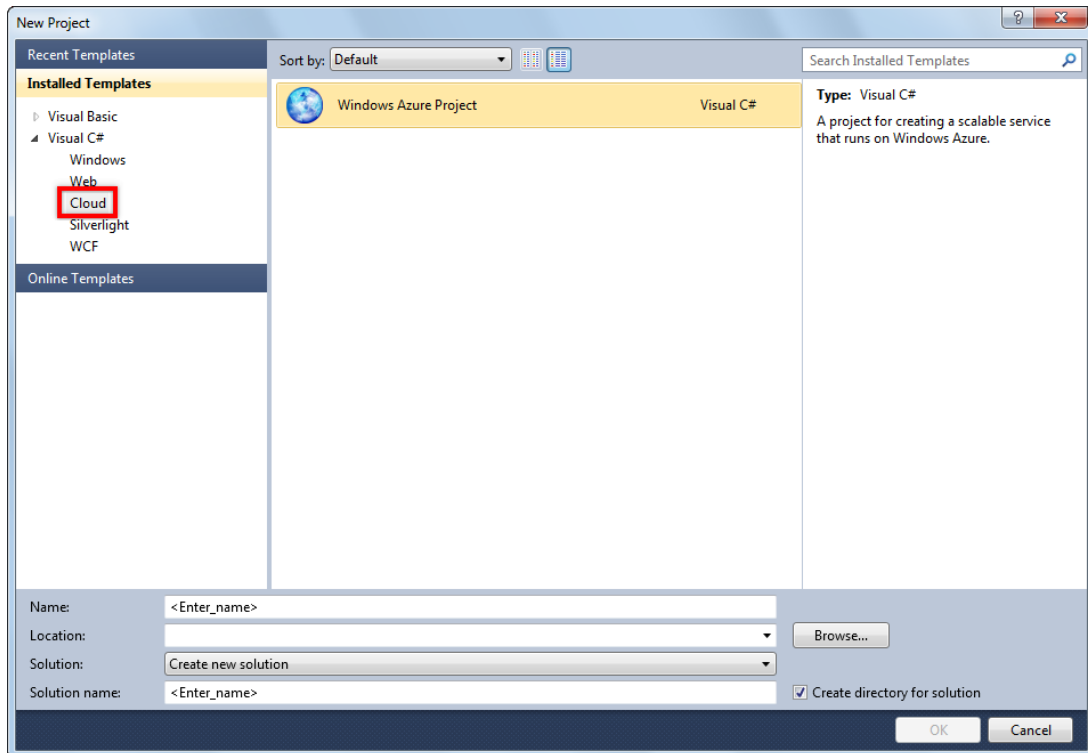 New Project
Recent Templates
Installed Templates
Visual Basic
Visual C#
Windows
Web
Cloud
Silverlight
WCF
Online Templates
Sort by: Default
Windows Azure Project Visual C#
Search Installed Templates
Type: Visual C#
A project for creating a scalable service
that runs on Windows Azure.
Name: <Enter_name>
Location: Browse...
Solution: Create new solution
Solution name: <Enter_name> Create directory for solution
OK Cancel